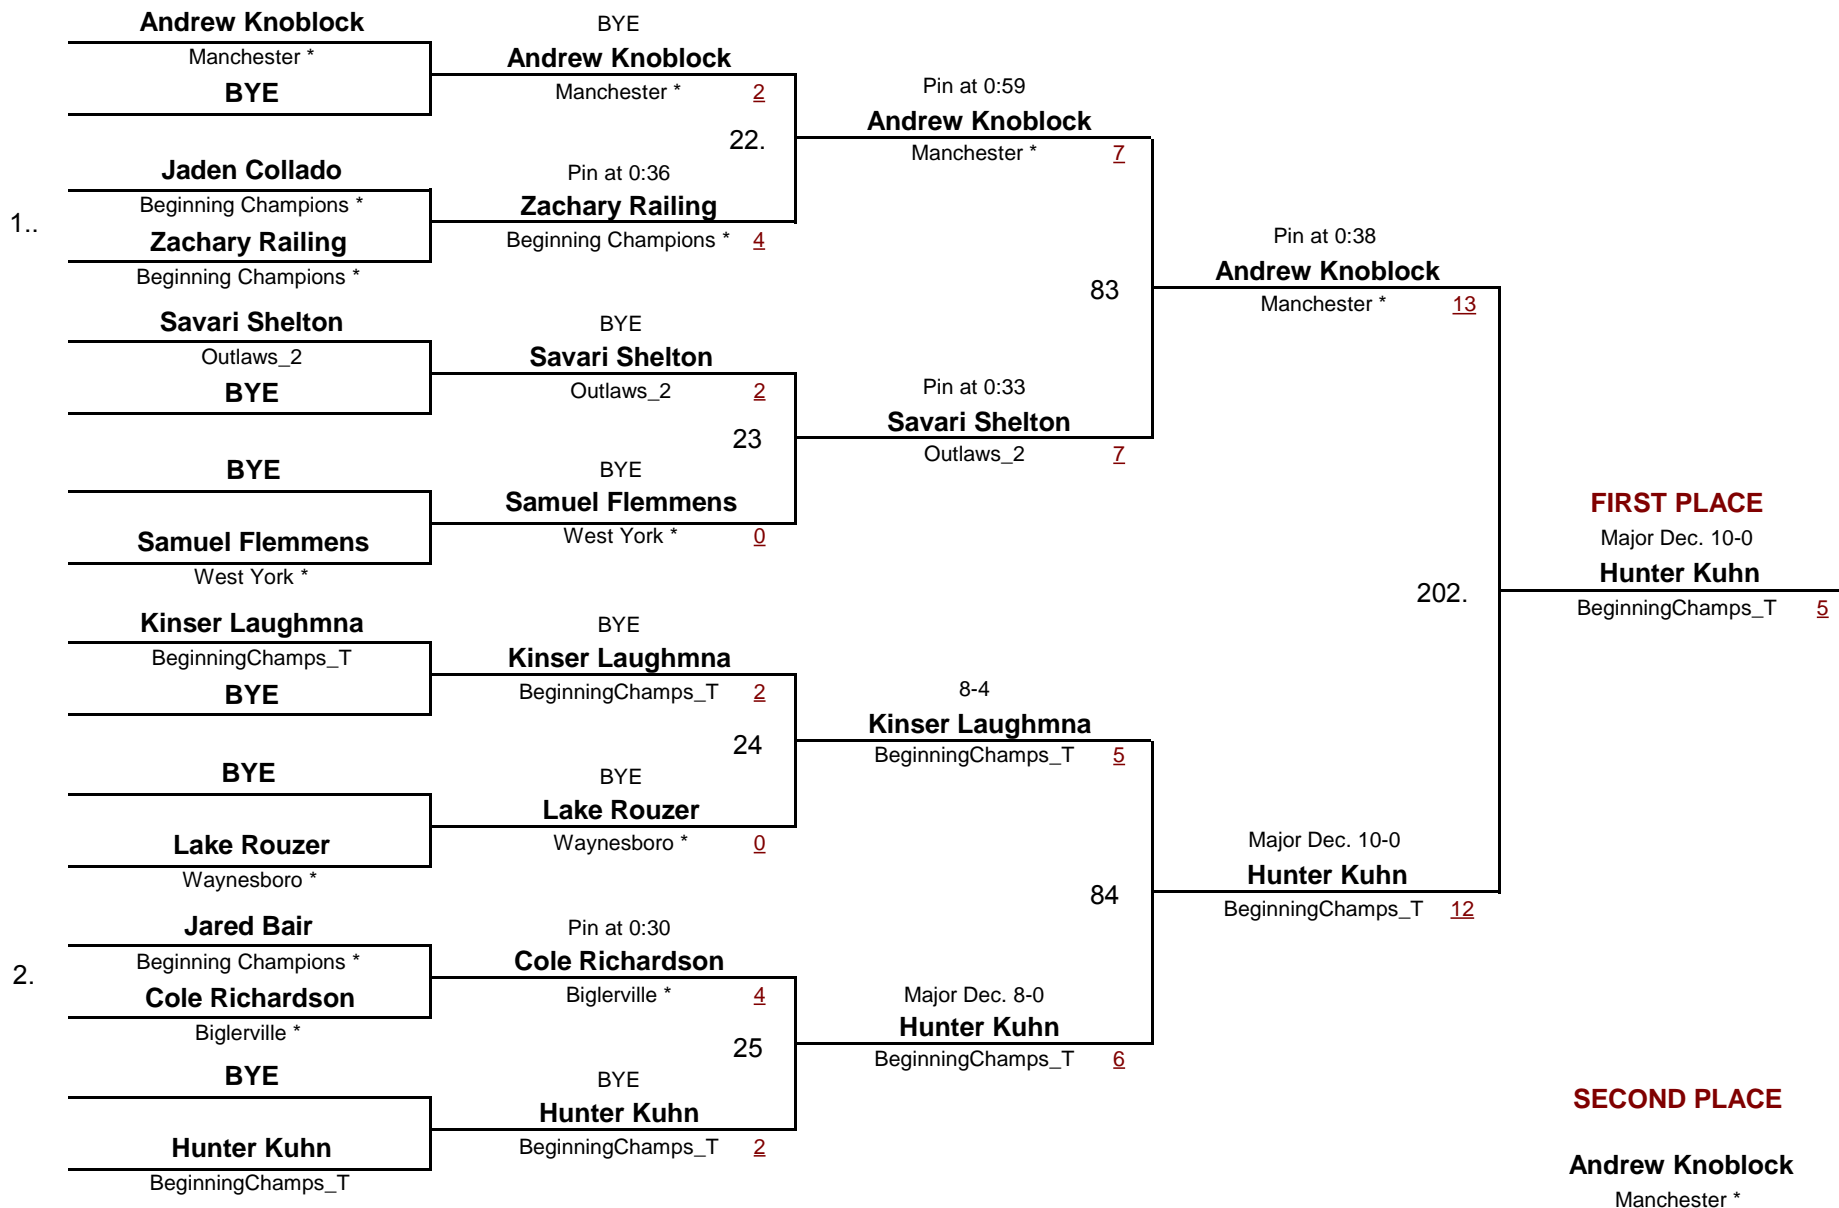 Andrew Knoblock
Manchester *
BYE
1..
Jaden Collado
Beginning Champions *
Zachary Railing
Beginning Champions *
Savari Shelton
Outlaws_2
BYE
BYE
Samuel Flemmens
West York *
Kinser Laughmna
BeginningChamps_T
BYE
BYE
Lake Rouzer
Waynesboro *
2.
Jared Bair
Beginning Champions *
Cole Richardson
Biglerville *
BYE
Hunter Kuhn
BeginningChamps_T
BYE
Andrew Knoblock
Manchester * 2
22.
Pin at 0:36
Zachary Railing
Beginning Champions * 4
BYE
Savari Shelton
Outlaws_2 2
23
BYE
Samuel Flemmens
West York * 0
BYE
Kinser Laughmna
BeginningChamps_T 2
24
BYE
Lake Rouzer
Waynesboro * 0
Pin at 0:30
Cole Richardson
Biglerville * 4
25
BYE
Hunter Kuhn
BeginningChamps_T 2
Pin at 0:59
Andrew Knoblock
Manchester * 7
83
Pin at 0:33
Savari Shelton
Outlaws_2 7
8-4
Kinser Laughmna
BeginningChamps_T 5
84
Major Dec. 8-0
Hunter Kuhn
BeginningChamps_T 6
Pin at 0:38
Andrew Knoblock
Manchester * 13
202.
Major Dec. 10-0
Hunter Kuhn
BeginningChamps_T 12
FIRST PLACE
Major Dec. 10-0
Hunter Kuhn
BeginningChamps_T 5
SECOND PLACE
Andrew Knoblock
Manchester *